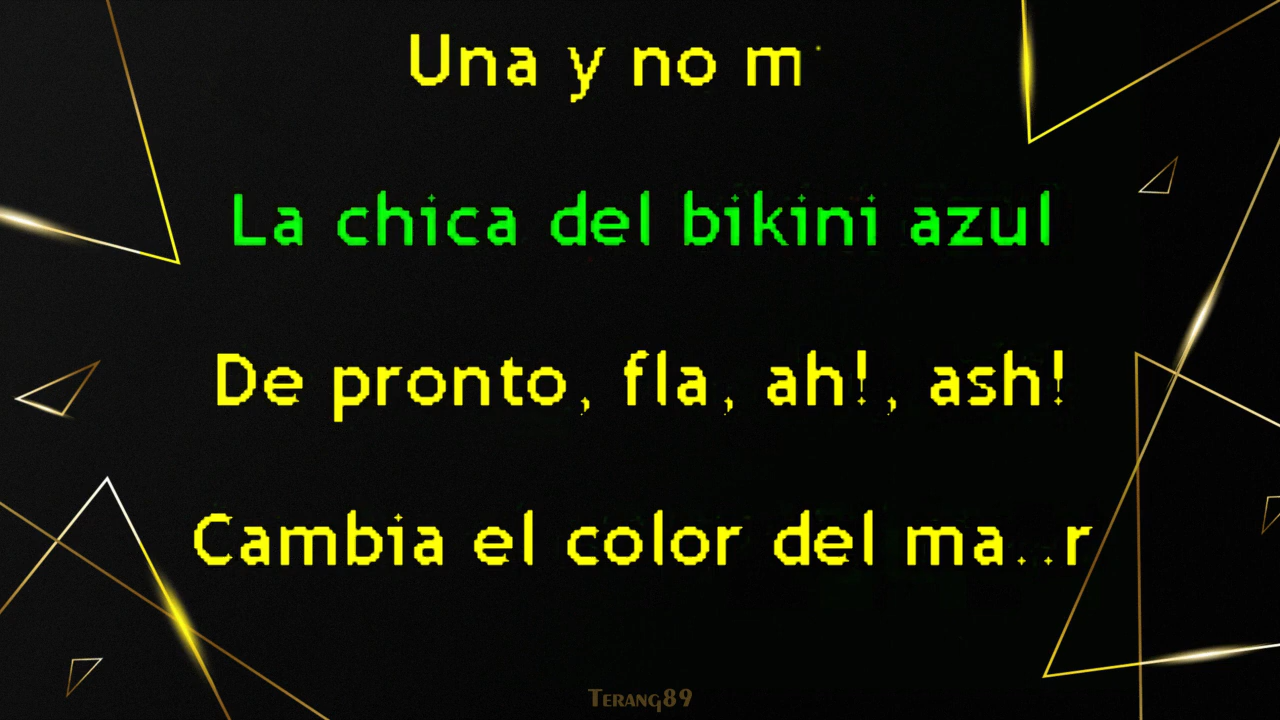 Una y no m
La chica del bikini azul
De pronto, fla, ah!, ash!
Cambia el color del ma..r
Terang89